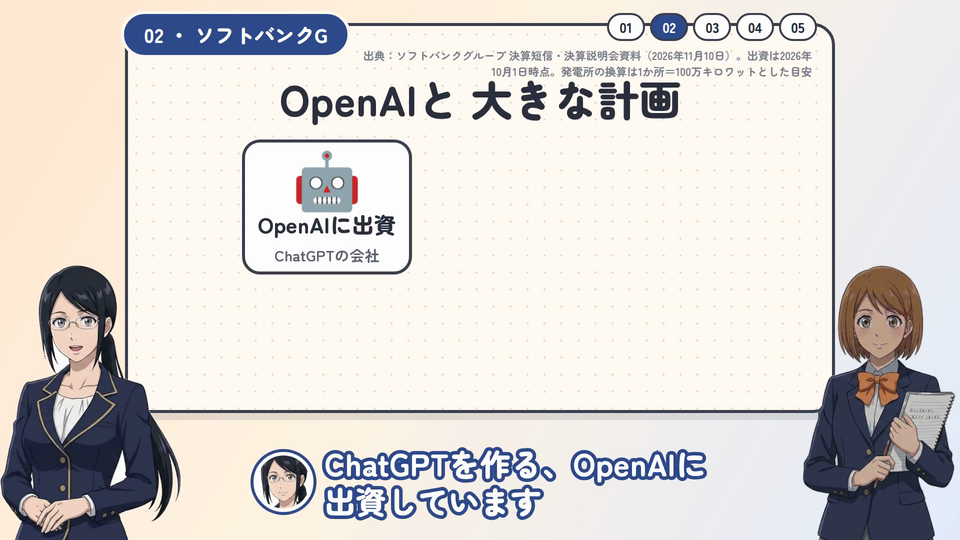 02 ・ ソフトバンクG
01 02 03 04 05
出典：ソフトバンクグループ 決算短信・決算説明会資料（2026年11月10日）。出資は2026年
10月1日時点。発電所の換算は1か所＝100万キロワットとした目安
OpenAIと 大きな計画
OpenAIに出資
ChatGPTの会社
ChatGPTを作る、OpenAIに
出資しています